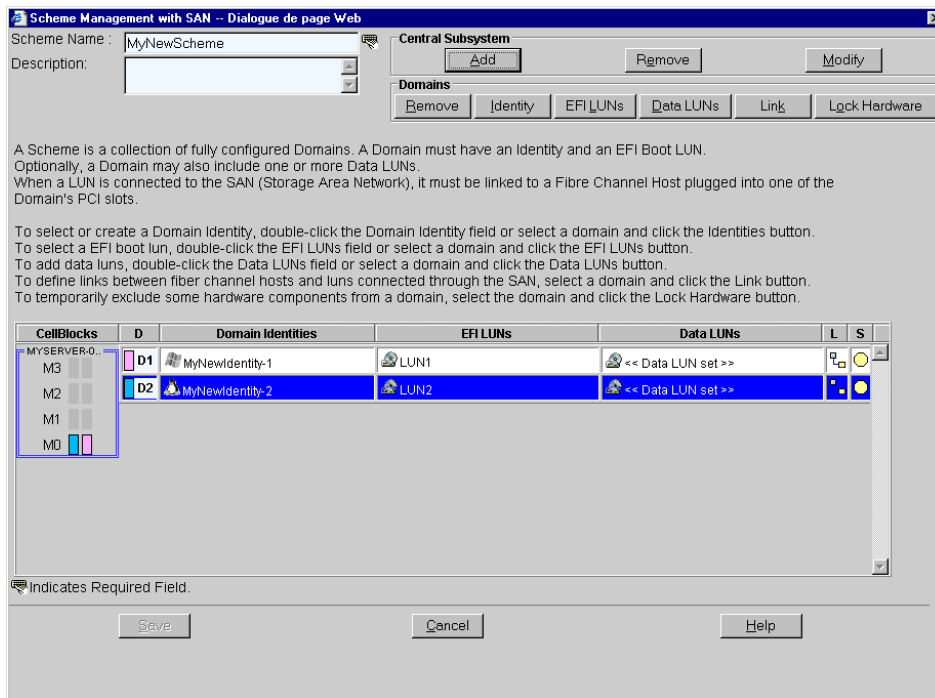 Scheme Management with SAN -- Dialogue de page Web
Scheme Name :
MyNewScheme
Description:
Central Subsystem
Add
Remove
Modify
Domains
Remove
Identity
EFI LUNs
Data LUNs
Link
Lock Hardware
A Scheme is a collection of fully configured Domains. A Domain must have an Identity and an EFI Boot LUN.
Optionally, a Domain may also include one or more Data LUNs.
When a LUN is connected to the SAN (Storage Area Network), it must be linked to a Fibre Channel Host plugged into one of the
Domain's PCI slots.
To select or create a Domain Identity, double-click the Domain Identity field or select a domain and click the Identities button.
To select a EFI boot lun, double-click the EFI LUNs field or select a domain and click the EFI LUNs button.
To add data luns, double-click the Data LUNs field or select a domain and click the Data LUNs button.
To define links between fiber channel hosts and luns connected through the SAN, select a domain and click the Link button.
To temporarily exclude some hardware components from a domain, select the domain and click the Lock Hardware button.
CellBlocks D Domain Identities EFI LUNs Data LUNs L S
MYSERVER-0..
M3
M2
M1
M0
D1 MyNewIdentity-1 LUN1 << Data LUN set >>
D2 MyNewIdentity-2 LUN2 << Data LUN set >>
Indicates Required Field.
Save
Cancel
Help